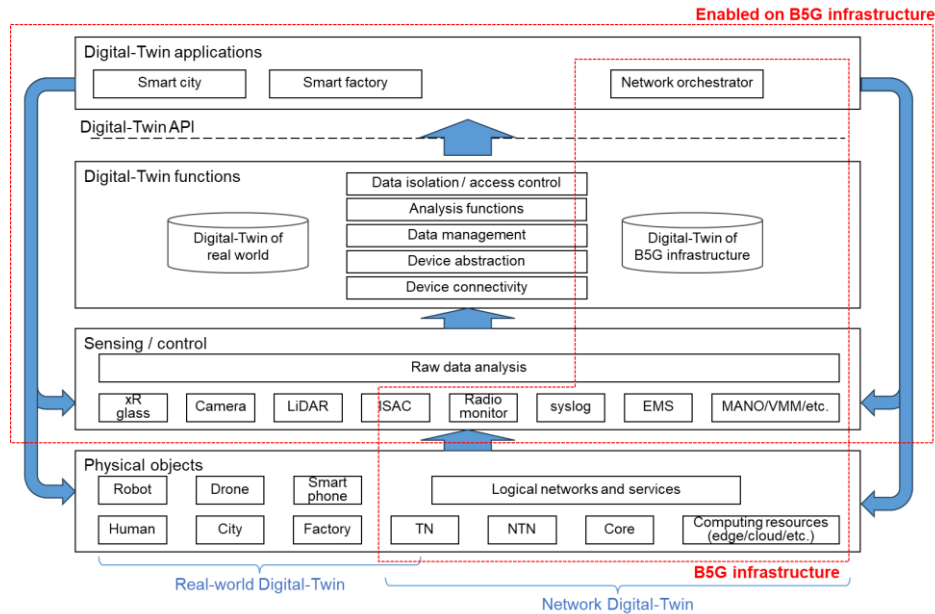 Enabled on B5G infrastructure
Digital-Twin applications
Smart city
Smart factory
Network orchestrator
Digital-Twin API
Digital-Twin functions
Data isolation / access control
Analysis functions
Data management
Device abstraction
Device connectivity
Digital-Twin of
real world
Digital-Twin of
B5G infrastructure
Sensing / control
Raw data analysis
xR
glass
Camera
LiDAR
ISAC
Radio
monitor
syslog
EMS
MANO/VMM/etc.
Physical objects
Robot
Drone
Smart
phone
Logical networks and services
Human
City
Factory
TN
NTN
Core
Computing resources
(edge/cloud/etc.)
B5G infrastructure
Real-world Digital-Twin
Network Digital-Twin